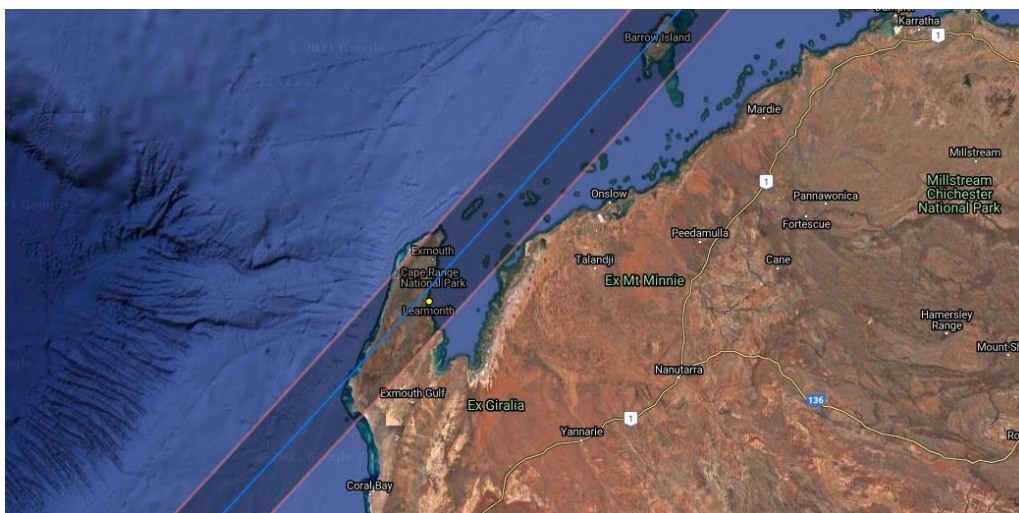 Dampier
Karratha
1
Barrow Island
© 2021 Google
Mardie
Millstream
1
Millstream
Chichester
National Park
Pannawonica
Onslow
Fortescue
Peedamulla
Exmouth
Talandji
Cane
Cape Range
National Park
Ex Mt Minnie
Learmonth
Hamersley
Range
Mount Sh
Nanutarra
Exmouth Gulf
136
Ex Giralia
1
Yannarie
Ro
Coral Bay